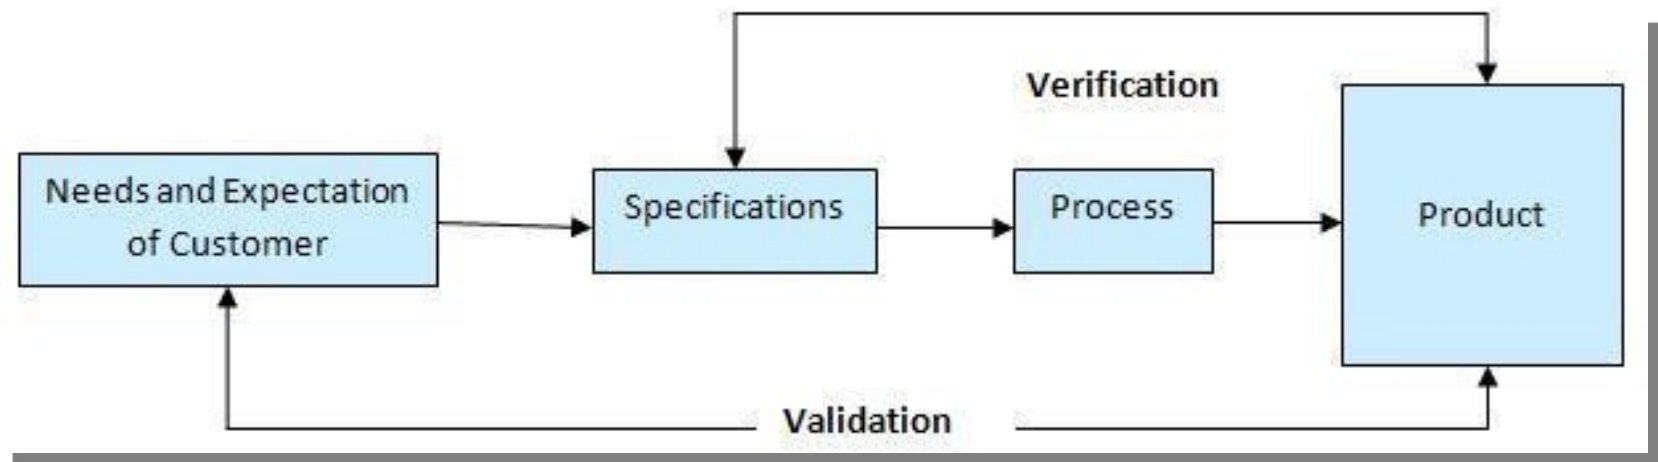 Verification
Needs and Expectation
of Customer
Specifications
Process
Product
Validation